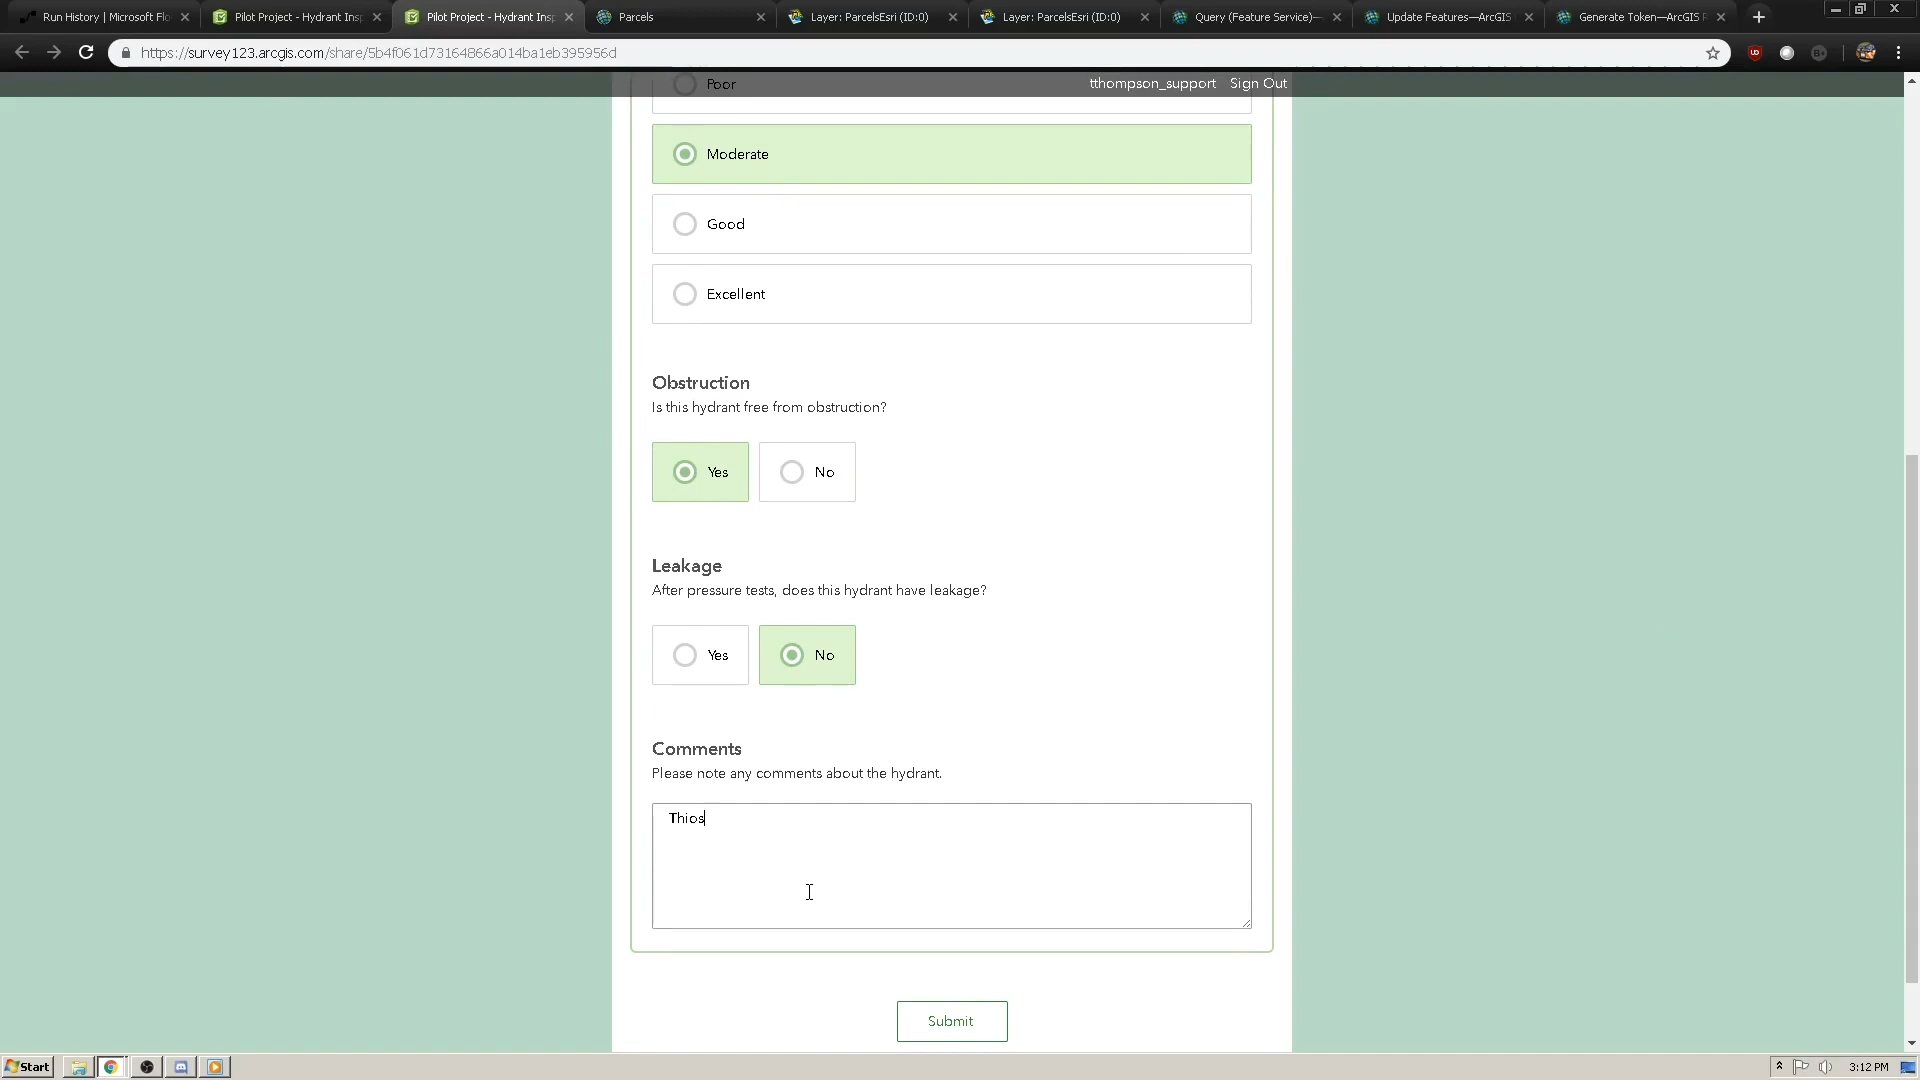 Run History | Microsoft Flo
Pilot Project - Hydrant Insp
Pilot Project - Hydrant Insp
Parcels
Layer: ParcelsEsri (ID:0)
Layer: ParcelsEsri (ID:0)
Query (Feature Service)—
Update Features—ArcGIS
Generate Token—ArcGIS R
https://survey123.arcgis.com/share/5b4f061d73164866a014ba1eb395956d
tthompson_support Sign Out
Poor
Moderate
Good
Excellent
Obstruction
Is this hydrant free from obstruction?
Yes No
Leakage
After pressure tests, does this hydrant have leakage?
Yes No
Comments
Please note any comments about the hydrant.
Thios
Submit
Start
3:12 PM